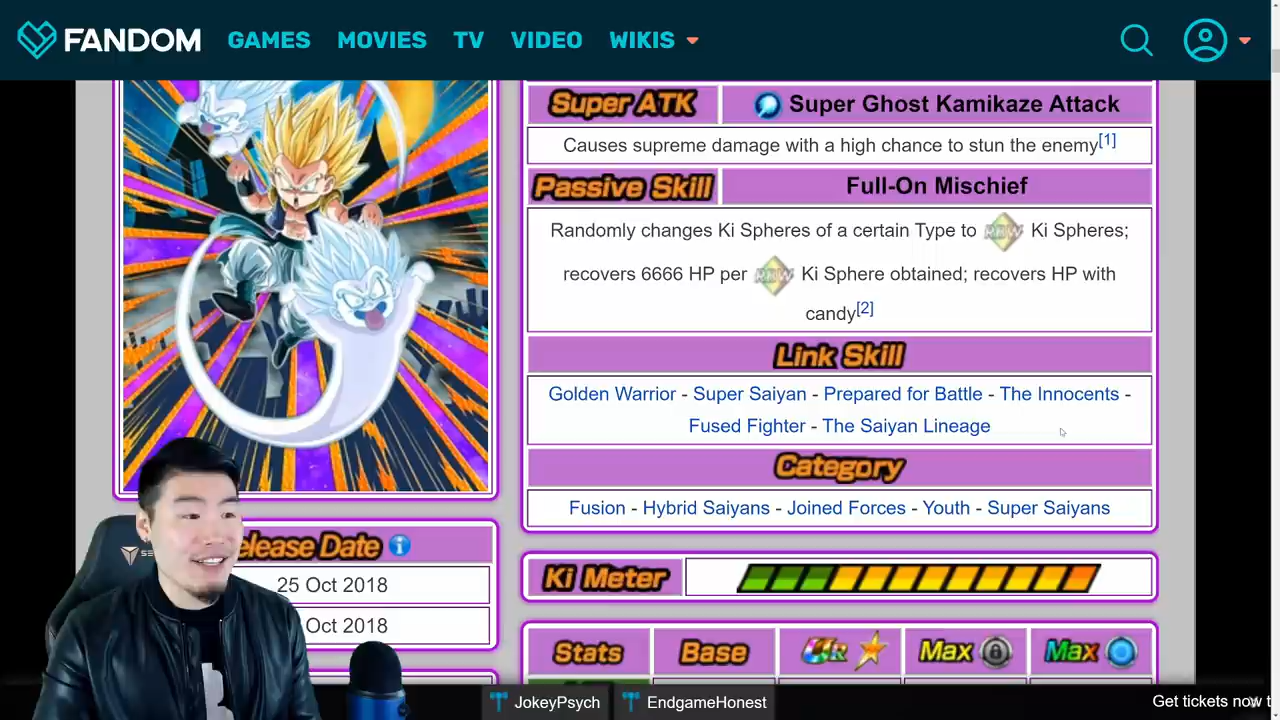 FANDOM GAMES MOVIES TV VIDEO WIKIS
Super ATK Super Ghost Kamikaze Attack
Causes supreme damage with a high chance to stun the enemy[1]
Passive Skill Full-On Mischief
Randomly changes Ki Spheres of a certain Type to RBW Ki Spheres;
recovers 6666 HP per RBW Ki Sphere obtained; recovers HP with
candy[2]
Link Skill
Golden Warrior - Super Saiyan - Prepared for Battle - The Innocents -
Fused Fighter - The Saiyan Lineage
Category
Fusion - Hybrid Saiyans - Joined Forces - Youth - Super Saiyans
elease Date
25 Oct 2018
Oct 2018
Ki Meter
Stats Base UR Max Max
JokeyPsych EndgameHonest Get tickets now t